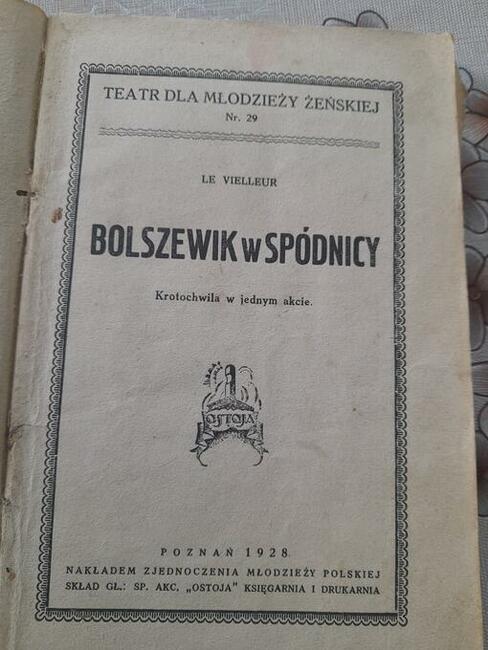 TEATR DLA MŁODZIEŻY ŻEŃSKIEJ
Nr. 29
LE VIELLEUR
BOLSZEWIK w SPÓDNICY
Krotochwila w jednym akcie.
OSTOJA
POZNAŃ 1928
NAKŁADEM ZJEDNOCZENIA MŁODZIEŻY POLSKIEJ
SKŁAD GŁ.: SP. AKC. „OSTOJA" KSIĘGARNIA I DRUKARNIA